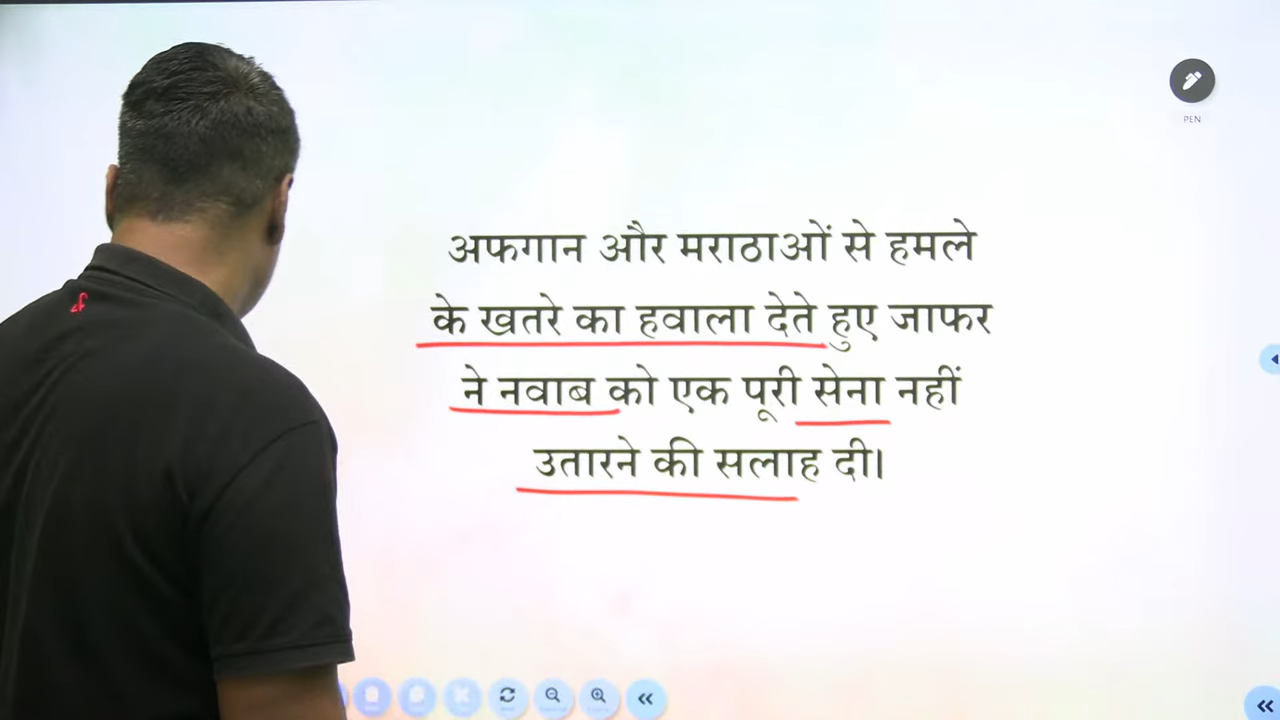 PEN
अफगान और मराठाओं से हमले
के खतरे का हवाला देते हुए जाफर
ने नवाब को एक पूरी सेना नहीं
उतारने की सलाह दी।